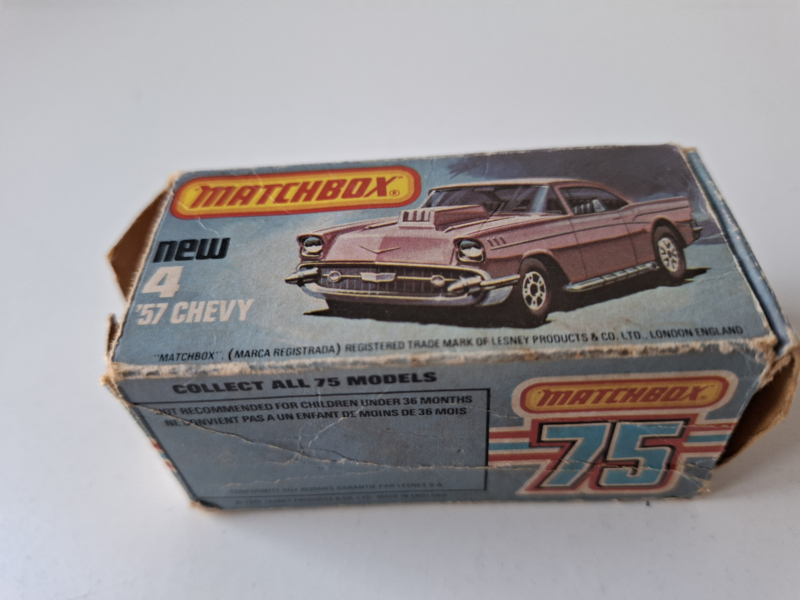 MATCHBOX®
new
4
'57 CHEVY
"MATCHBOX", (MARCA REGISTRADA) REGISTERED TRADE MARK OF LESNEY PRODUCTS & CO. LTD., LONDON ENGLAND
COLLECT ALL 75 MODELS
NOT RECOMMENDED FOR CHILDREN UNDER 36 MONTHS
NE CONVIENT PAS A UN ENFANT DE MOINS DE 36 MOIS
MATCHBOX
75